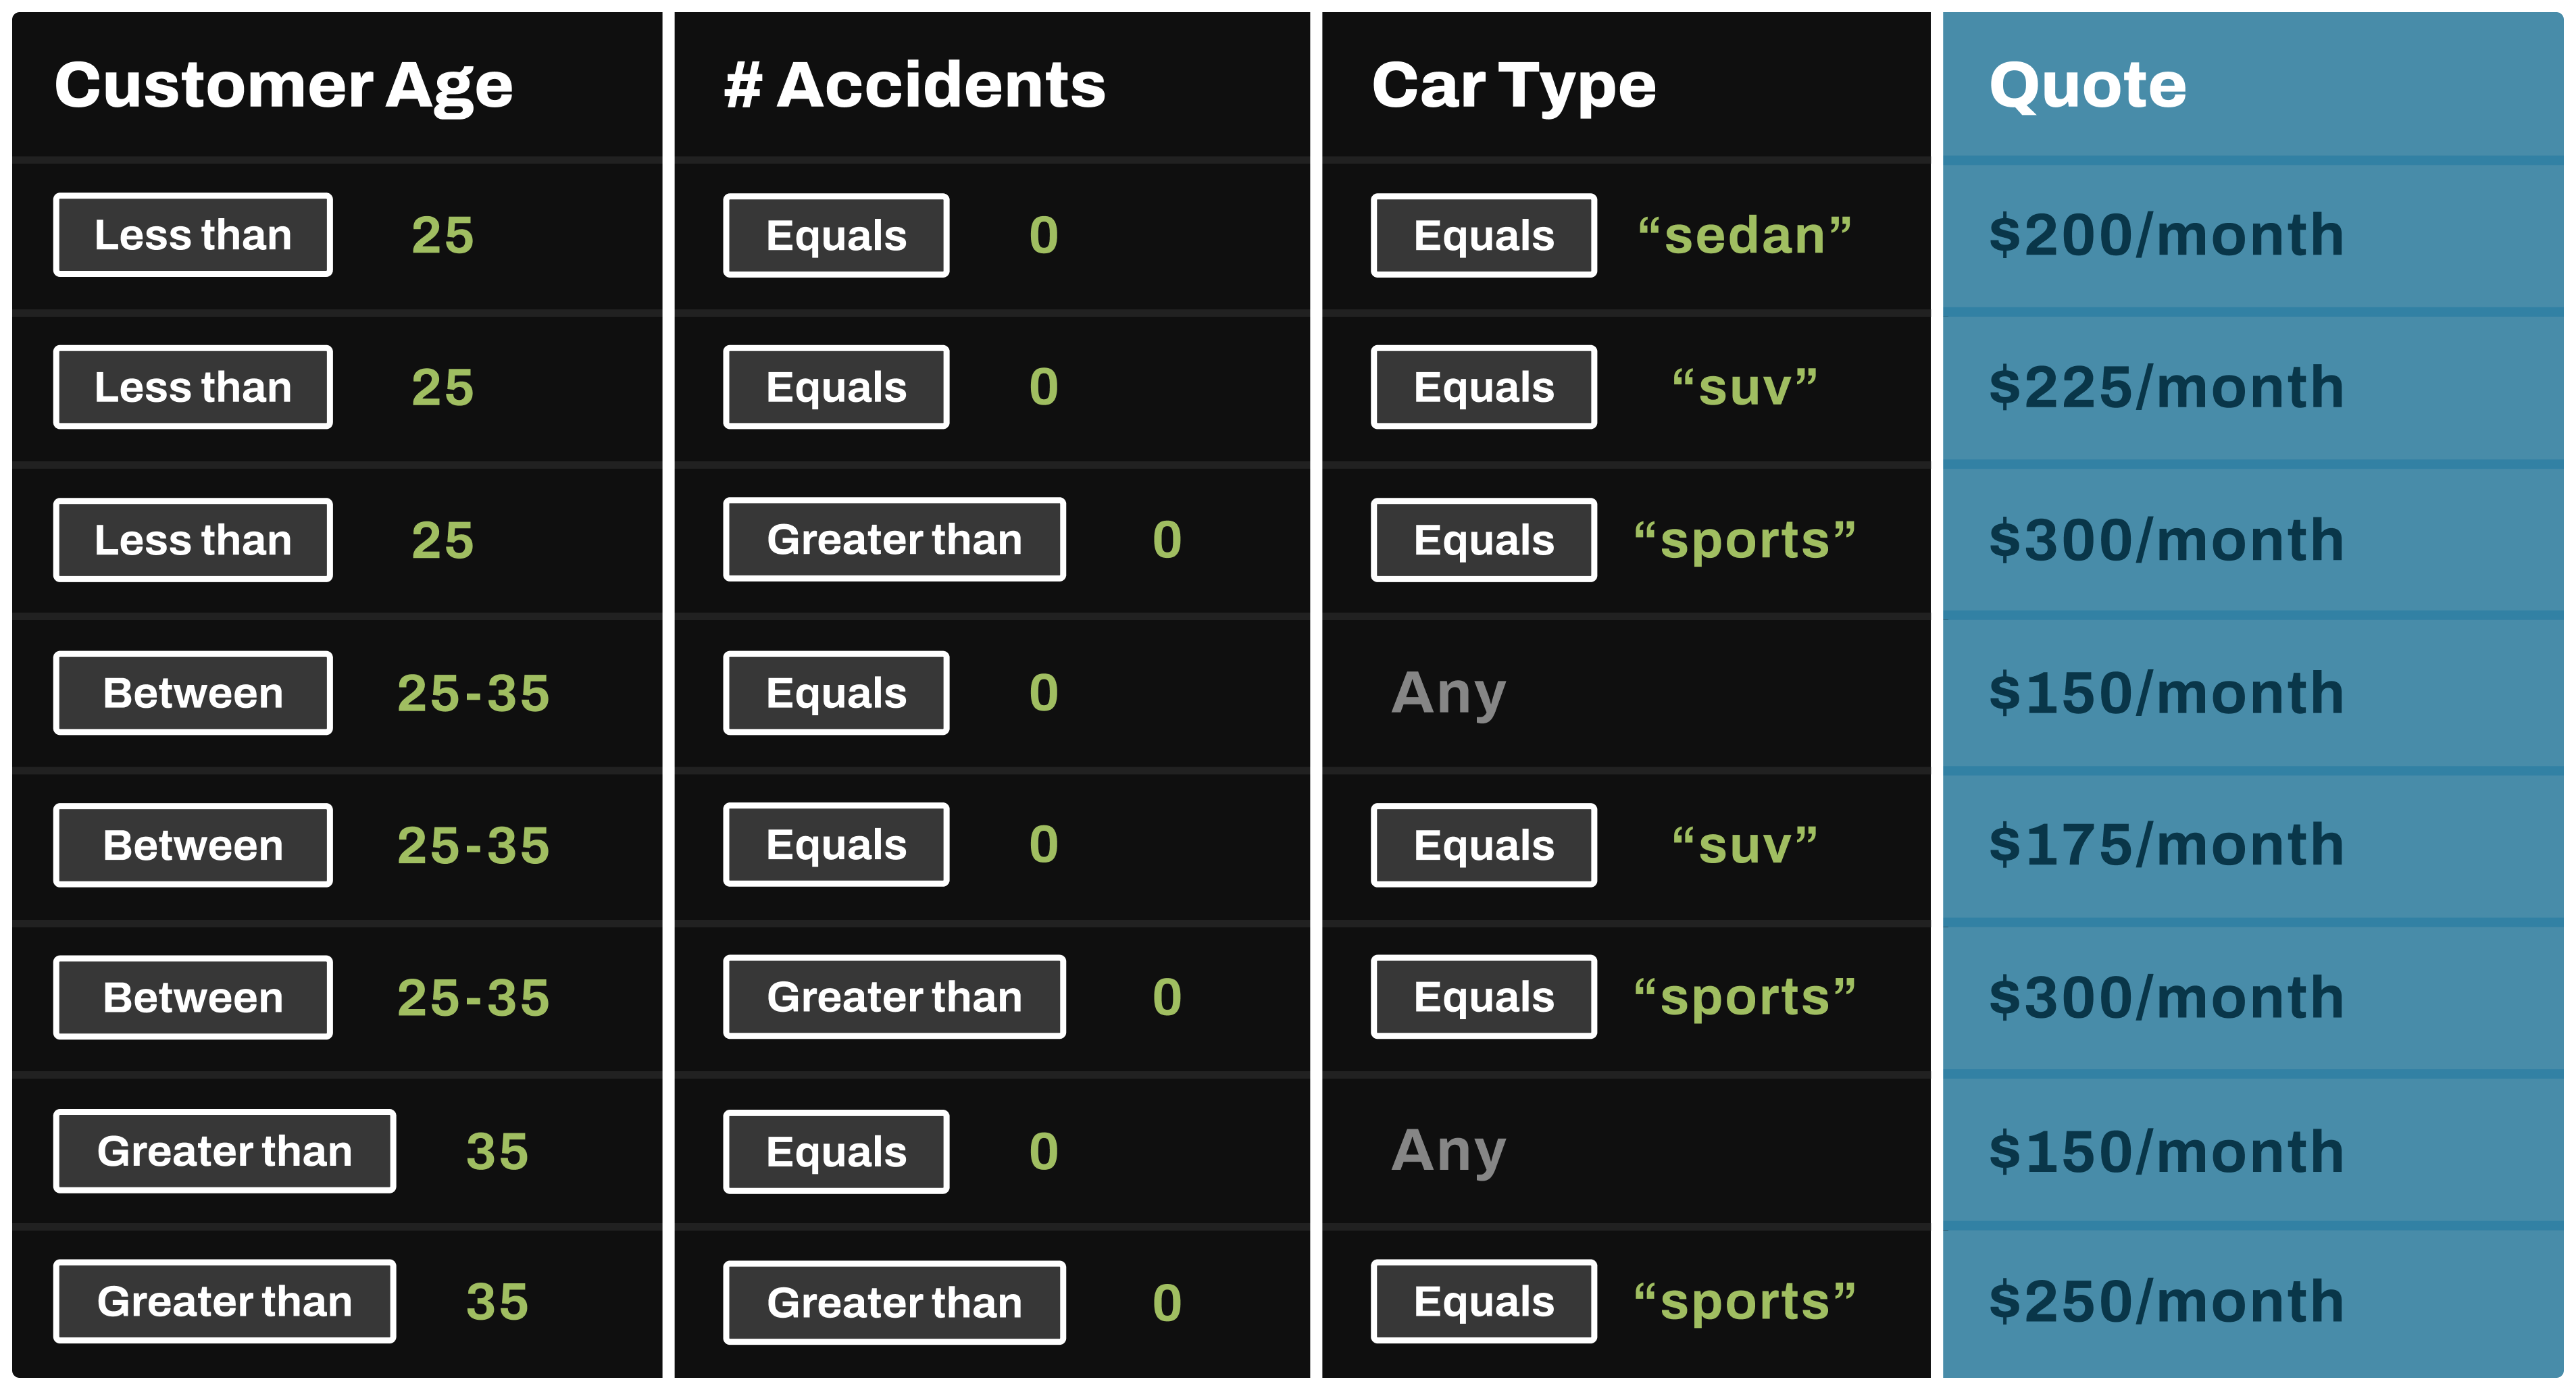 Customer Age # Accidents Car Type Quote
Less than 25 Equals 0 Equals “sedan” $200/month
Less than 25 Equals 0 Equals “suv” $225/month
Less than 25 Greater than 0 Equals “sports” $300/month
Between 25-35 Equals 0 Any $150/month
Between 25-35 Equals 0 Equals “suv” $175/month
Between 25-35 Greater than 0 Equals “sports” $300/month
Greater than 35 Equals 0 Any $150/month
Greater than 35 Greater than 0 Equals “sports” $250/month